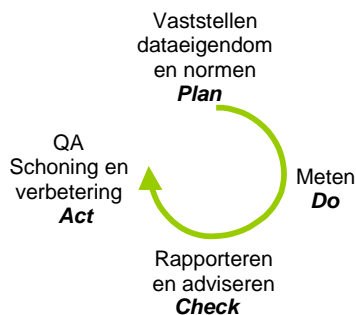 Vaststellen
dataeigendom
en normen
Plan
Meten
Do
Rapporteren
en adviseren
Check
QA
Schoning en
verbetering
Act